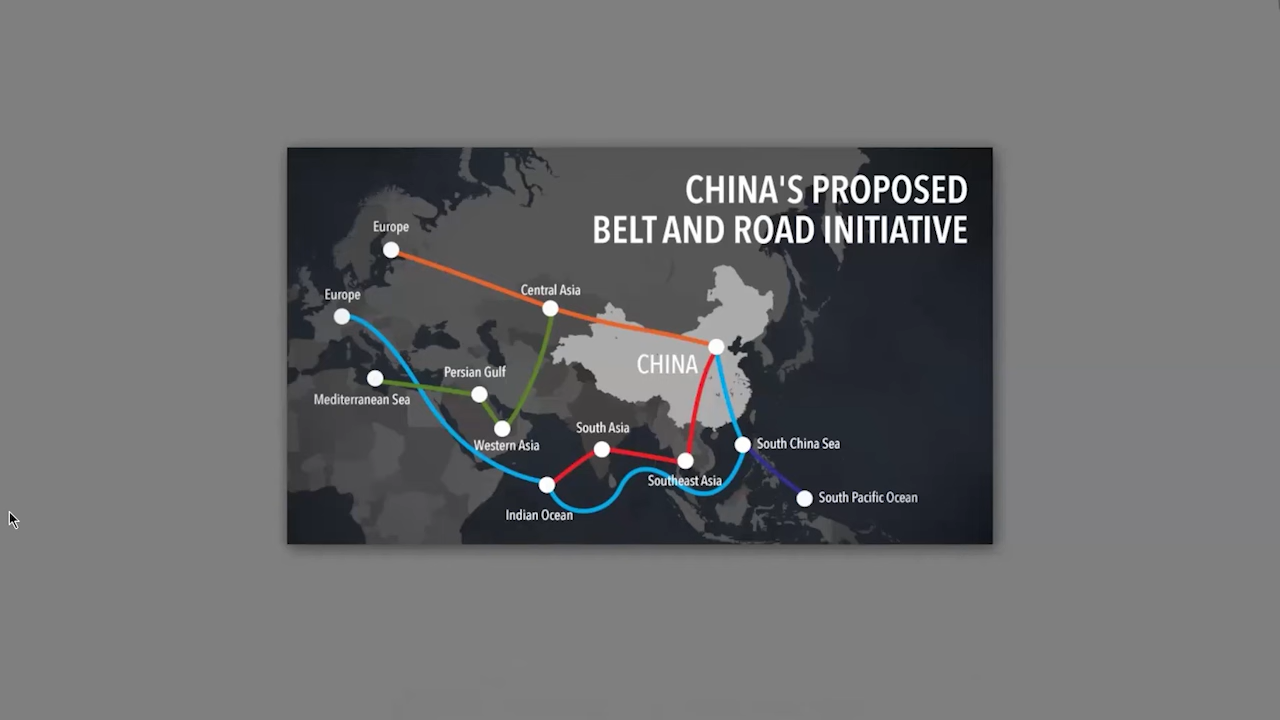 CHINA'S PROPOSED
BELT AND ROAD INITIATIVE
Europe
Central Asia
Europe
CHINA
Persian Gulf
Mediterranean Sea
South Asia
Western Asia
South China Sea
Southeast Asia
South Pacific Ocean
Indian Ocean